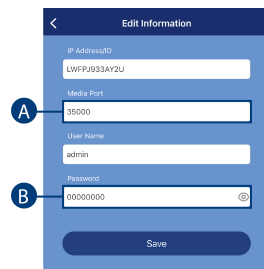 Edit Information
IP Address/ID
LWFPJ933AY2U
Media Port
A
35000
User Name
admin
Password
B
00000000
Save